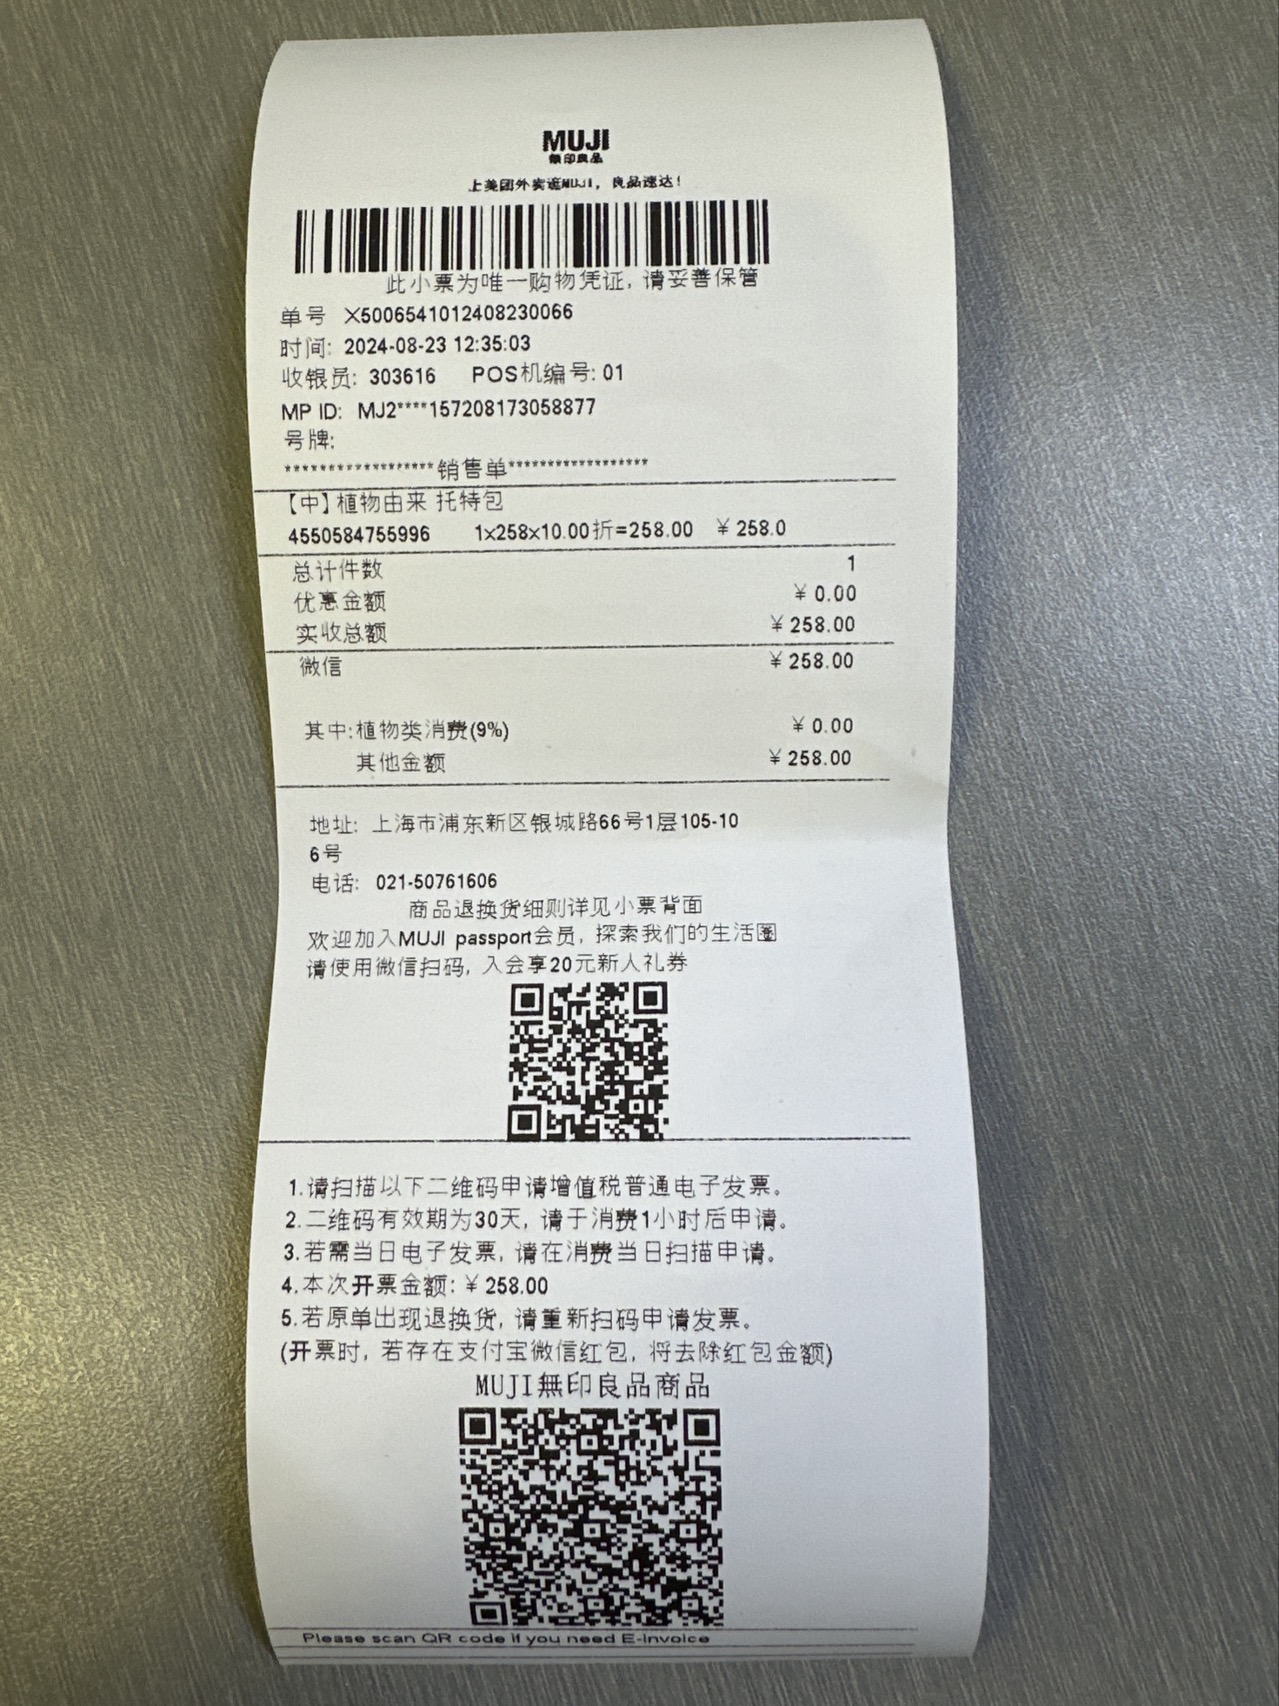 MUJI
無印良品
上美团外卖逛MUJI，良品速达！
此小票为唯一购物凭证, 请妥善保管
单号 X5006541012408230066
时间: 2024-08-23 12:35:03
收银员: 303616 POS机编号: 01
MP ID: MJ2****157208173058877
号牌:
******************销售单******************
【中】植物由来 托特包
4550584755996 1x258x10.00折=258.00 ￥258.0
总计件数 1
优惠金额 ￥0.00
实收总额 ￥258.00
微信 ￥258.00
其中:植物类消费(9%) ￥0.00
其他金额 ￥258.00
地址: 上海市浦东新区银城路66号1层105-10
6号
电话: 021-50761606
商品退换货细则详见小票背面
欢迎加入MUJI passport会员, 探索我们的生活圈
请使用微信扫码, 入会享20元新人礼券
1.请扫描以下二维码申请增值税普通电子发票。
2.二维码有效期为30天, 请于消费1小时后申请。
3.若需当日电子发票, 请在消费当日扫描申请。
4.本次开票金额: ￥258.00
5.若原单出现退换货, 请重新扫码申请发票。
(开票时, 若存在支付宝微信红包, 将去除红包金额)
MUJI無印良品商品
Please scan QR code if you need E-Invoice